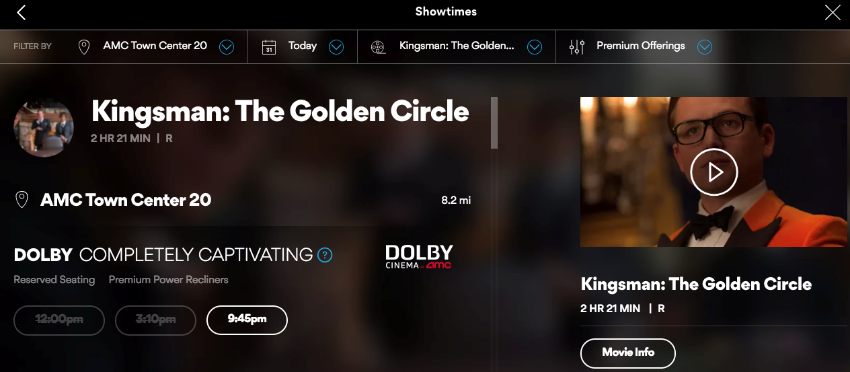 Showtimes
FILTER BY
AMC Town Center 20
31
Today
Kingsman: The Golden...
Premium Offerings
Kingsman: The Golden Circle
2 HR 21 MIN | R
AMC Town Center 20
8.2 mi
DOLBY COMPLETELY CAPTIVATING ?
DOLBY
CINEMA at amc
Reserved Seating Premium Power Recliners
12:00pm
3:10pm
9:45pm
Kingsman: The Golden Circle
2 HR 21 MIN | R
Movie Info